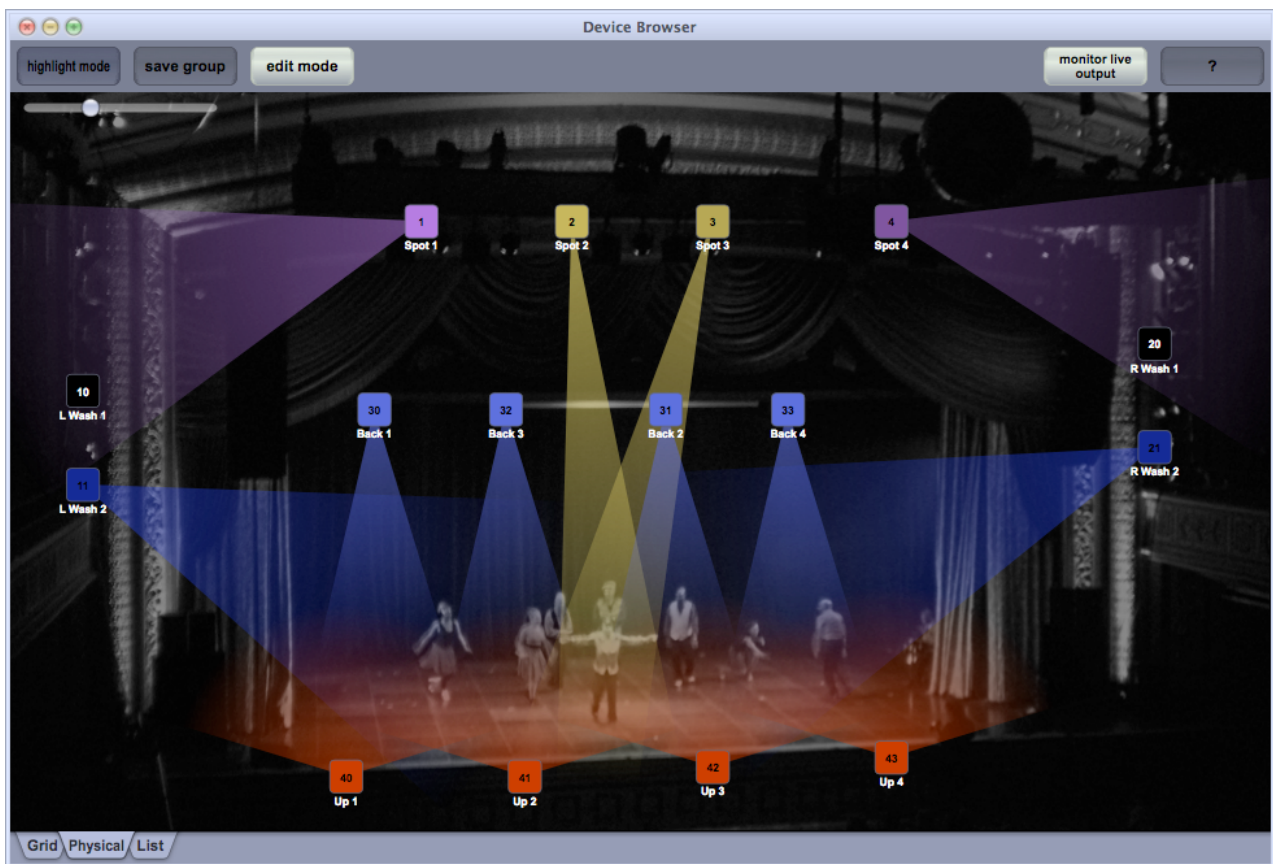 Device Browser
highlight mode
save group
edit mode
monitor live
output
?
1
Spot 1
2
Spot 2
3
Spot 3
4
Spot 4
20
R Wash 1
10
L Wash 1
30
Back 1
32
Back 3
31
Back 2
33
Back 4
21
R Wash 2
11
L Wash 2
40
Up 1
41
Up 2
42
Up 3
43
Up 4
Grid Physical List